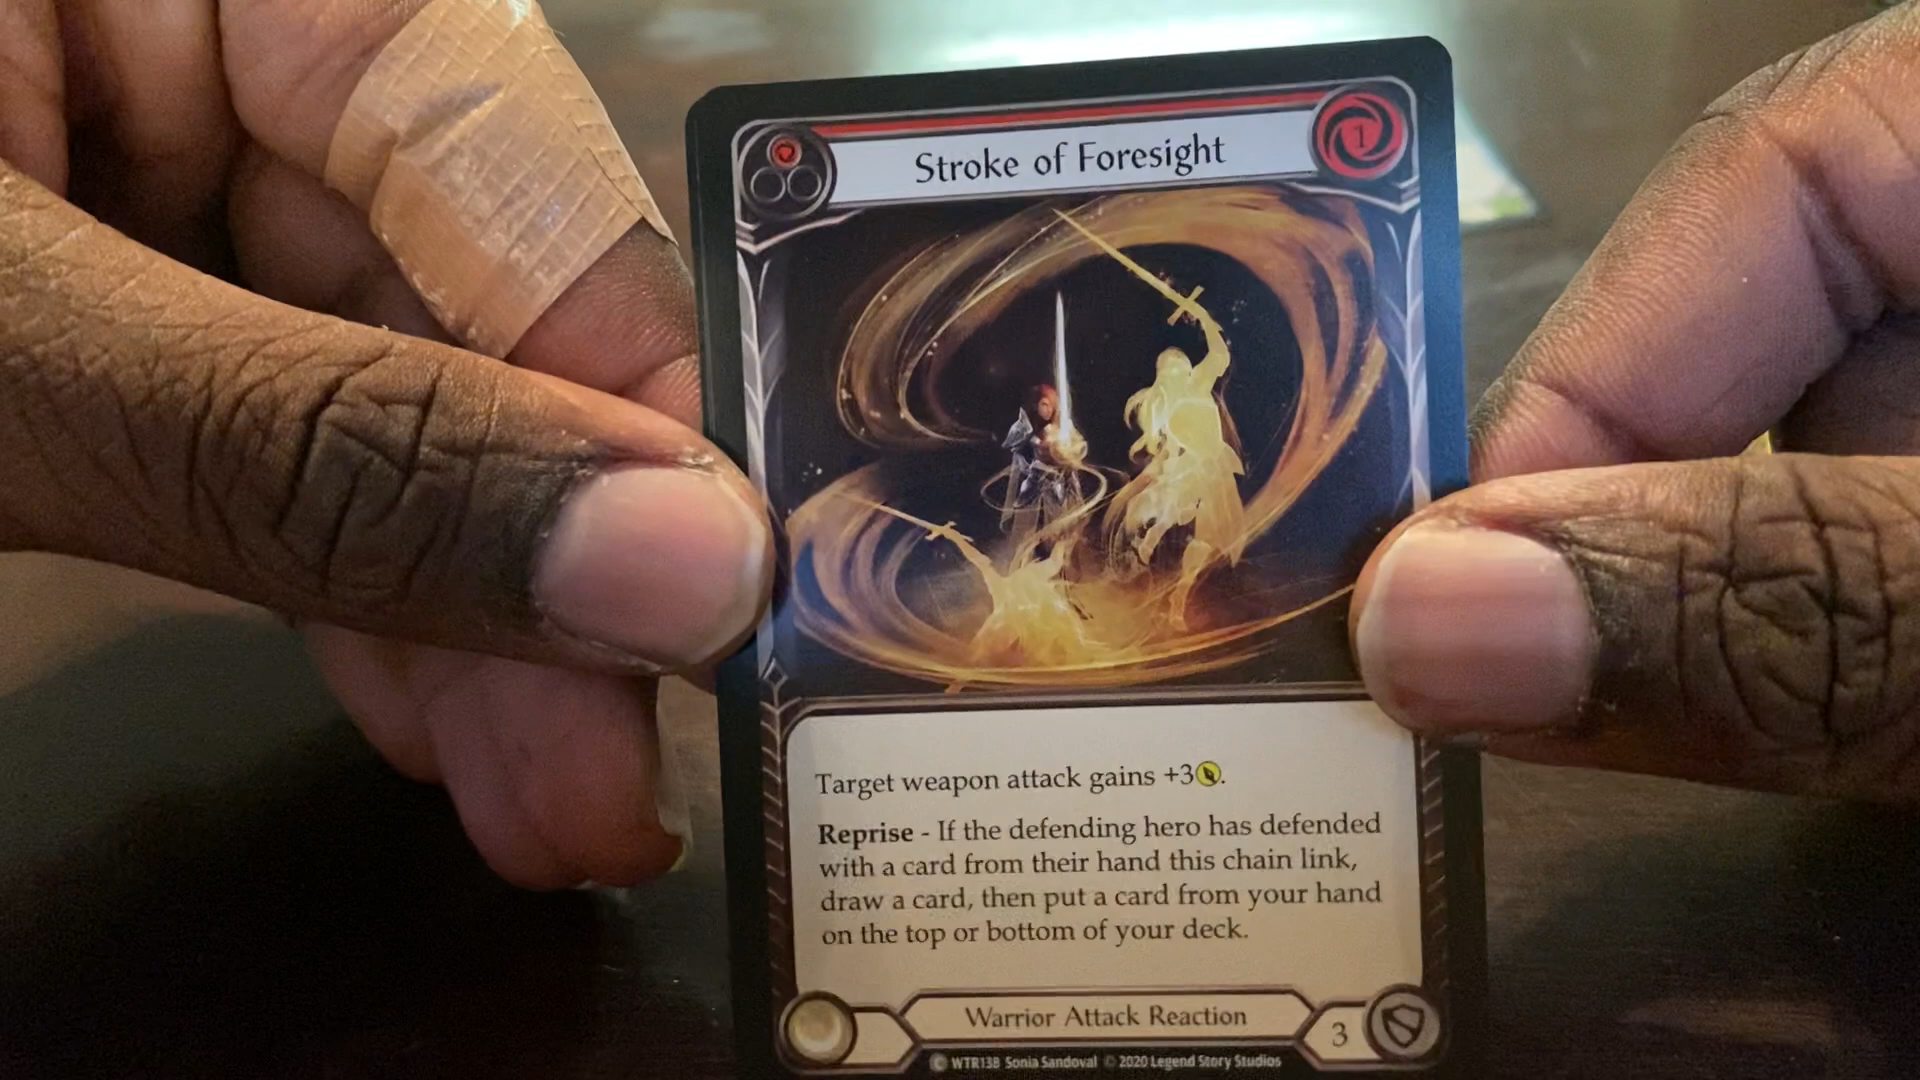 Stroke of Foresight
1
Target weapon attack gains +3.
Reprise - If the defending hero has defended
with a card from their hand this chain link,
draw a card, then put a card from your hand
on the top or bottom of your deck.
Warrior Attack Reaction
3
C WTR138 Sonia Sandoval © 2020 Legend Story Studios